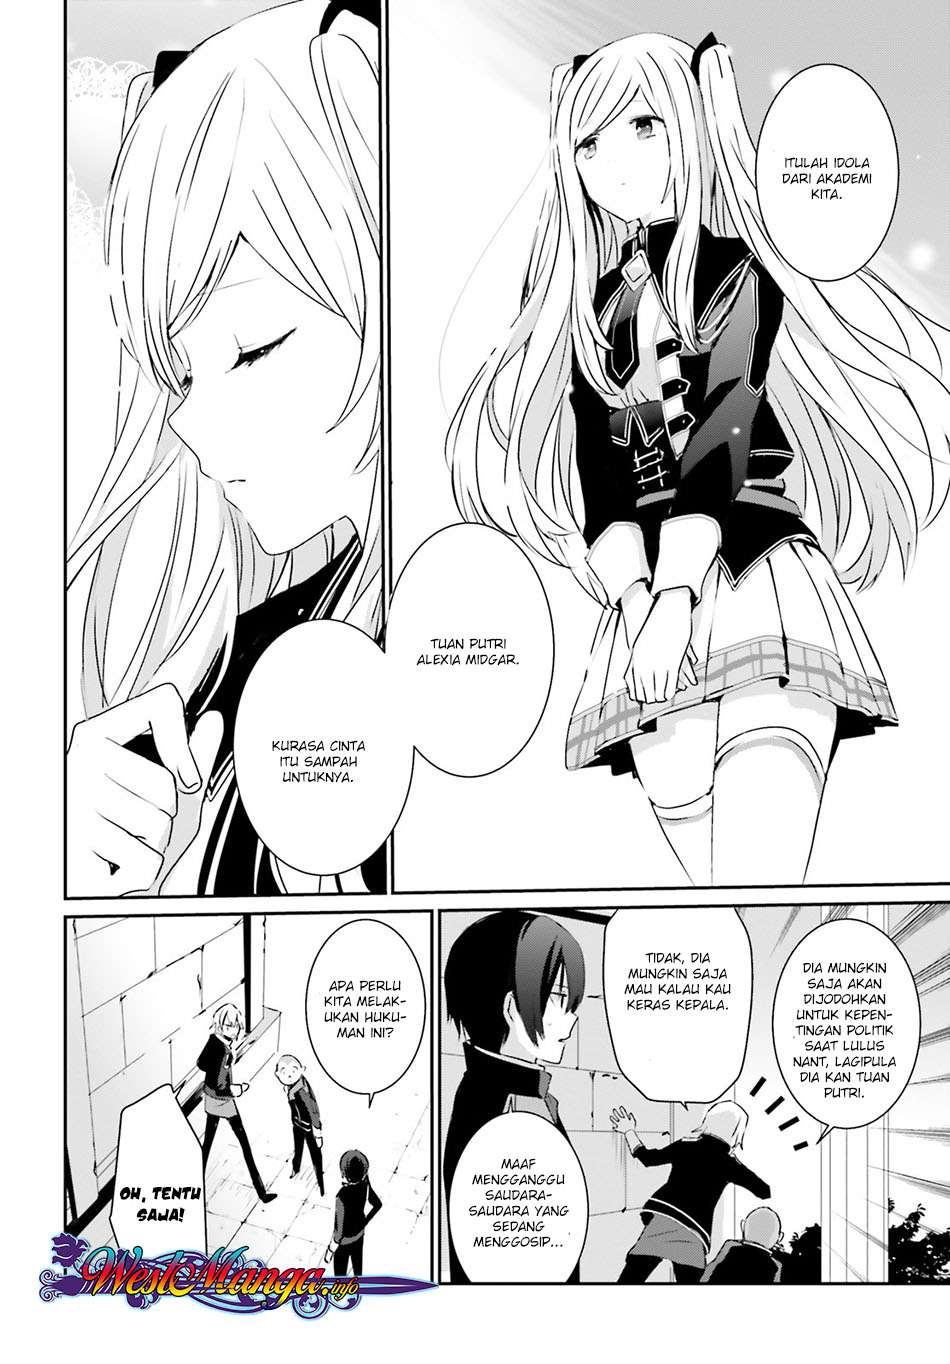 ITULAH IDOLA
DARI AKADEMI
KITA.
TUAN PUTRI
ALEXIA MIDGAR.
KURASA CINTA
ITU SAMPAH
UNTUKNYA.
DIA MUNGKIN
SAJA AKAN
DIJODOHKAN
UNTUK KEPEN-
TINGAN POLITIK
SAAT LULUS
NANT, LAGIPULA
DIA KAN TUAN
PUTRI.
TIDAK, DIA
MUNGKIN SAJA
MAU KALAU KAU
KERAS KEPALA.
MAAF
MENGGANGGU
SAUDARA-
SAUDARA YANG
SEDANG
MENGGOSIP...
APA PERLU
KITA MELAK-
UKAN HUKU-
MAN INI?
OH, TENTU
SAJA!
WestManga.info